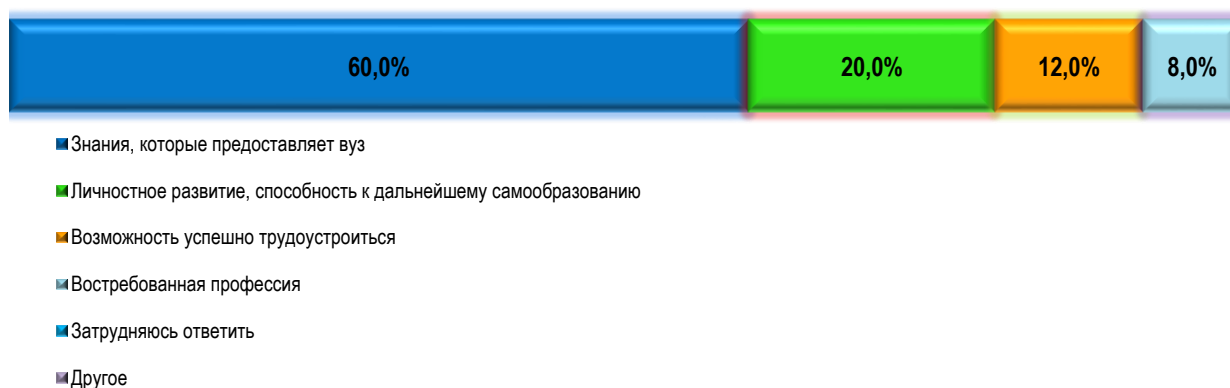 60,0% 20,0% 12,0% 8,0%
Знания, которые предоставляет вуз
Личностное развитие, способность к дальнейшему самообразованию
Возможность успешно трудоустроиться
Востребованная профессия
Затрудняюсь ответить
Другое